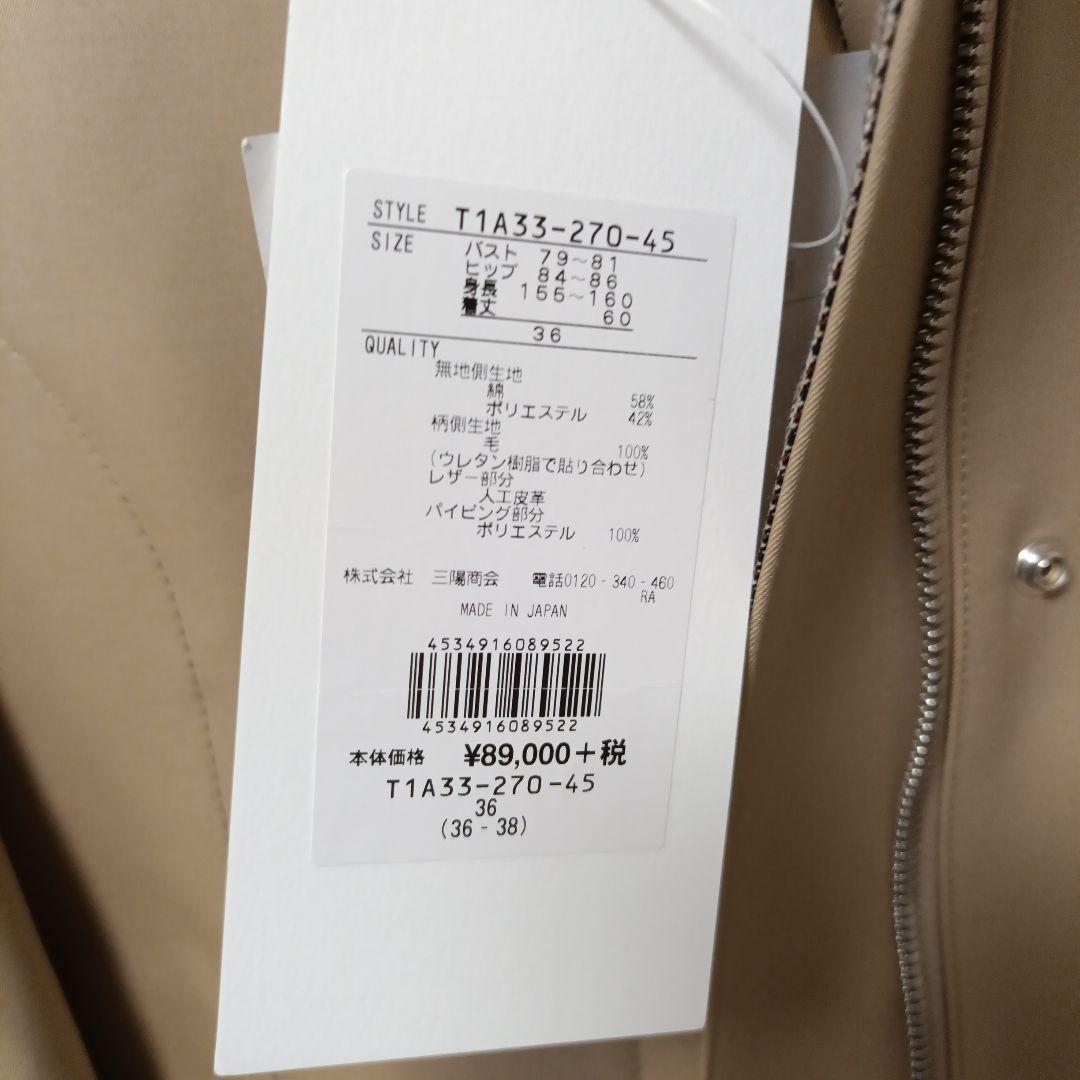 STYLE T1A33-270-45
SIZE バスト 79～81
ヒップ 84～86
身長 155～160
着丈 60
36
QUALITY
無地側生地
綿 58%
ポリエステル 42%
柄側生地
毛 100%
(ウレタン樹脂で貼り合わせ)
レザー部分
人工皮革
パイピング部分
ポリエステル 100%
株式会社 三陽商会 電話0120-340-460
RA
MADE IN JAPAN
4534916089522
4534916089522
本体価格 ¥89,000+税
T1A33-270-45
36
(36-38)